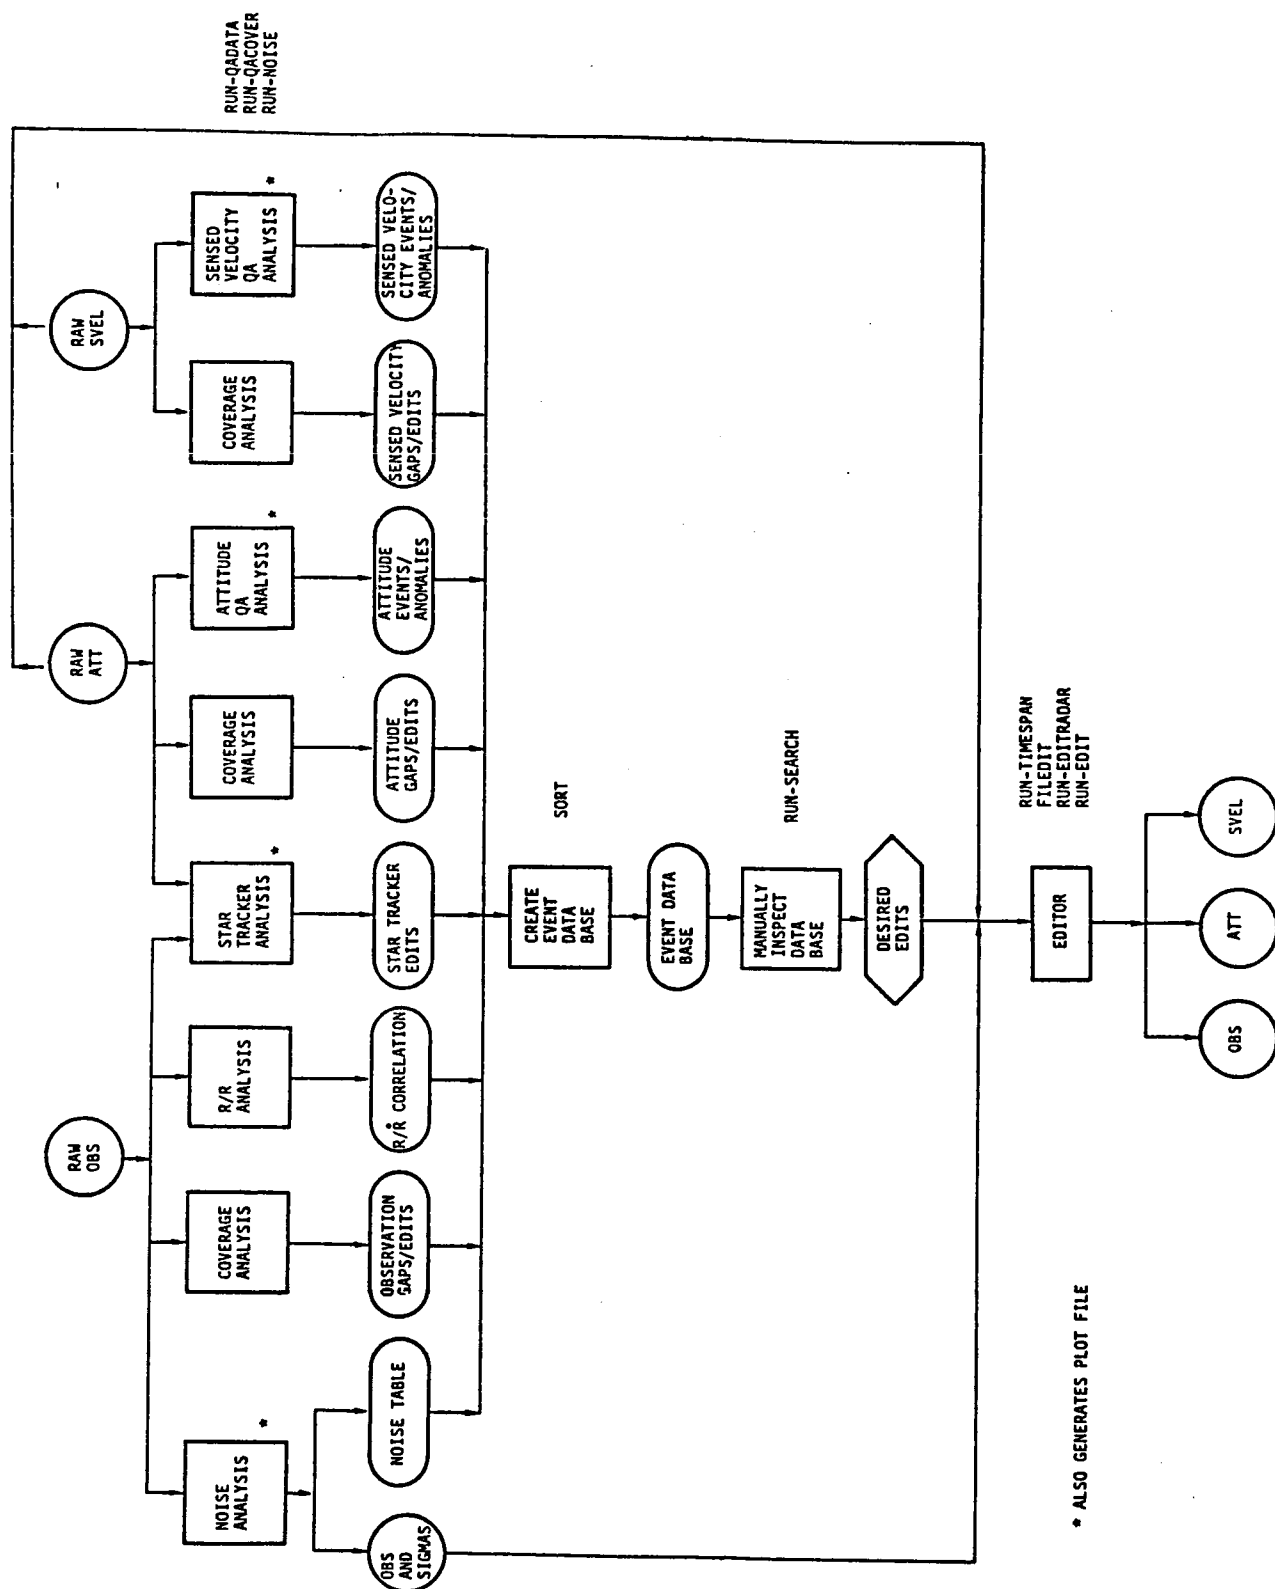 RUN-QADATA
RUN-QACOVER
RUN-NOISE
RAW
OBS
RAW
ATT
RAW
SVEL
NOISE
ANALYSIS
*
COVERAGE
ANALYSIS
R/R
ANALYSIS
STAR
TRACKER
ANALYSIS
*
COVERAGE
ANALYSIS
ATTITUDE
QA
ANALYSIS
*
COVERAGE
ANALYSIS
SENSED
VELOCITY
QA
ANALYSIS
*
OBS
AND
SIGMAS
NOISE TABLE
OBSERVATION
GAPS/EDITS
R/Ṙ CORRELATION
STAR TRACKER
EDITS
ATTITUDE
GAPS/EDITS
ATTITUDE
EVENTS/
ANOMALIES
SENSED VELOCITY
GAPS/EDITS
SENSED VELO-
CITY EVENTS/
ANOMALIES
CREATE
EVENT
DATA
BASE
SORT
EVENT DATA
BASE
MANUALLY
INSPECT
DATA
BASE
RUN-SEARCH
DESIRED
EDITS
EDITOR
RUN-TIMESPAN
FILEDIT
RUN-EDITRADAR
RUN-EDIT
OBS
ATT
SVEL
* ALSO GENERATES PLOT FILE